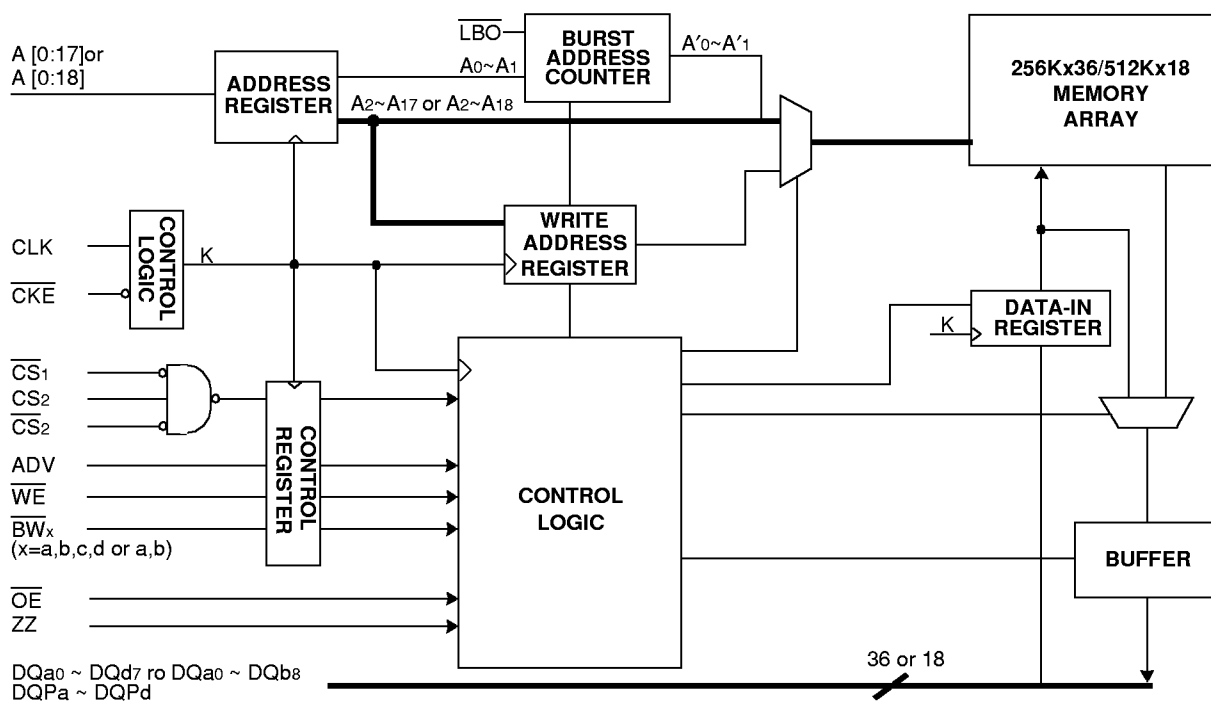 A [0:17]or
A [0:18]
ADDRESS
REGISTER
LBO
BURST
ADDRESS
COUNTER
A0~A1
A'0~A'1
A2~A17 or A2~A18
256Kx36/512Kx18
MEMORY
ARRAY
CLK
CKE
CONTROL
LOGIC
K
WRITE
ADDRESS
REGISTER
K
DATA-IN
REGISTER
CS1
CS2
CS2
ADV
WE
BWx
(x=a,b,c,d or a,b)
CONTROL
REGISTER
CONTROL
LOGIC
BUFFER
OE
ZZ
DQa0 ~ DQd7 ro DQa0 ~ DQb8
DQPa ~ DQPd
36 or 18